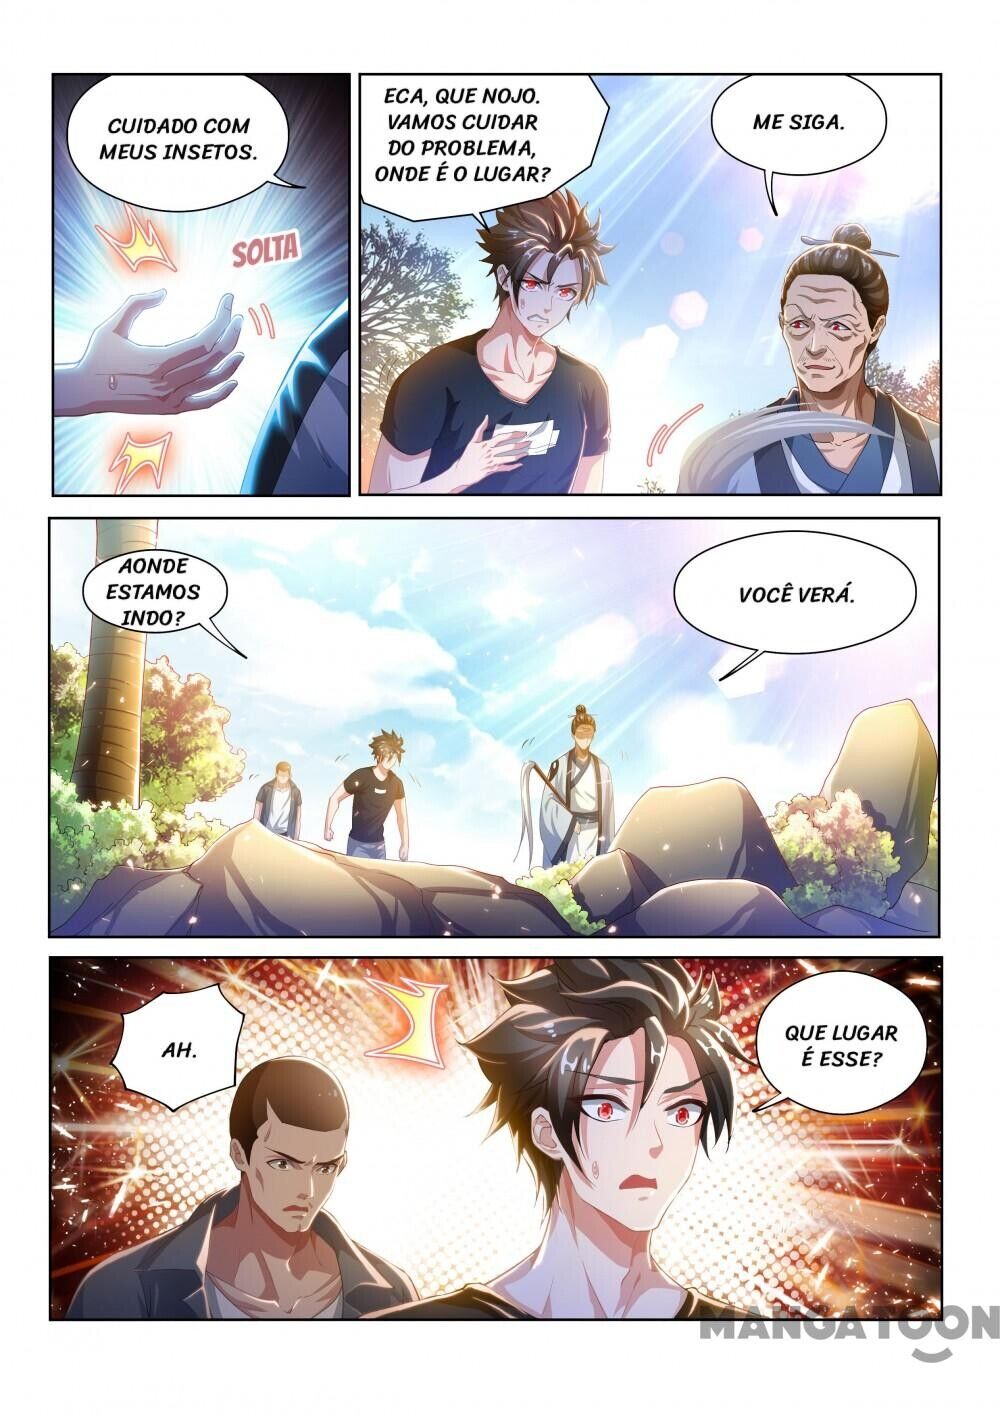 CUIDADO COM
MEUS INSETOS.
SOLTA
ECA, QUE NOJO.
VAMOS CUIDAR
DO PROBLEMA,
ONDE É O LUGAR?
ME SIGA.
AONDE
ESTAMOS
INDO?
VOCÊ VERÁ.
AH.
QUE LUGAR
É ESSE?
MANGATOON